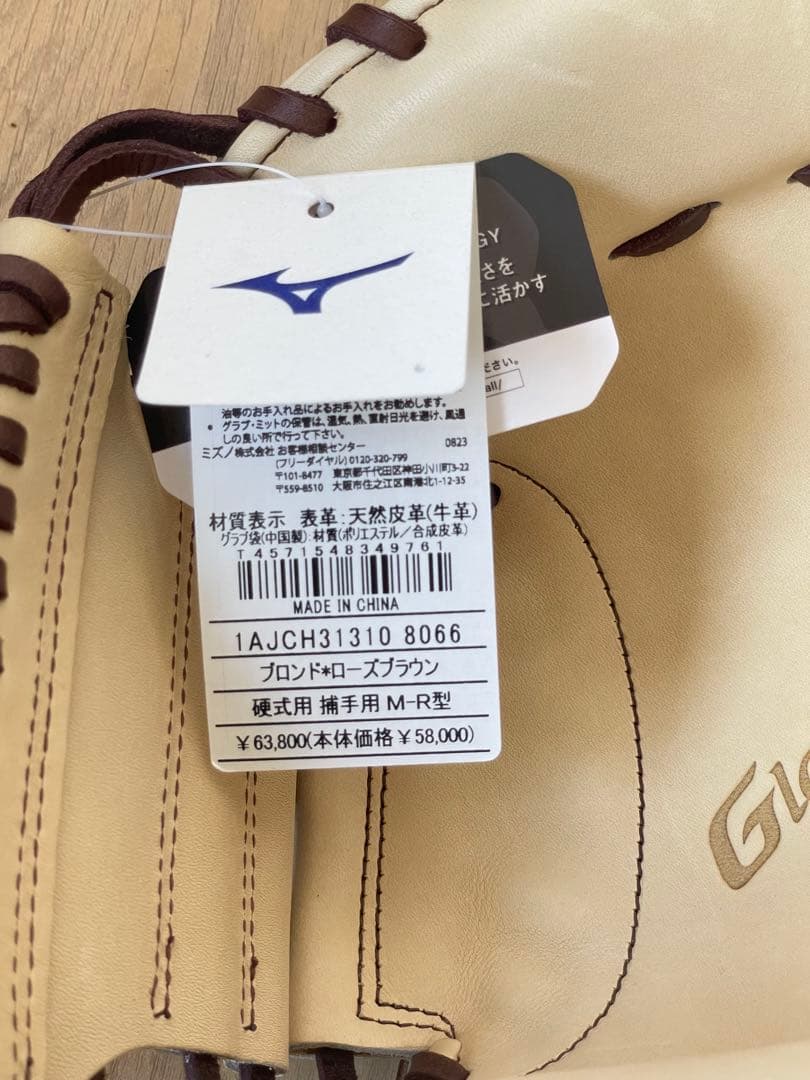 GY
さを
に活かす
ださい。
all/
油等のお手入れ品によるお手入れをお勧めします。
● グラブ・ミットの保管は、湿気、熱、直射日光を避け、風通
しの良い所で行って下さい。
ミズノ株式会社 お客様相談センター 0823
(フリーダイヤル) 0120-320-799
〒101-8477 東京都千代田区神田小川町3-22
〒559-8510 大阪市住之江区南港北1-12-35
材質表示 表革：天然皮革(牛革)
グラブ袋(中国製)：材質(ポリエステル／合成皮革)
T4571548349761
MADE IN CHINA
1AJCH31310 8066
ブロンド*ローズブラウン
硬式用 捕手用 M-R型
￥63,800(本体価格￥58,000)
Glo